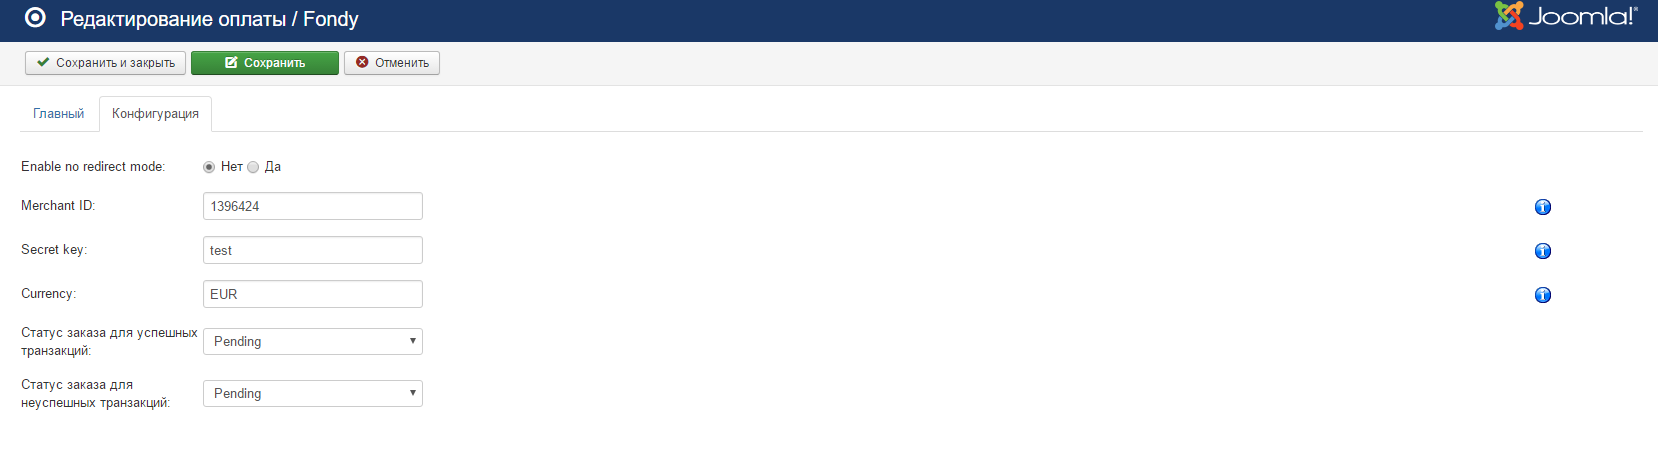 Редактирование оплаты / Fondy
Joomla!®
Сохранить и закрыть
Сохранить
Отменить
Главный
Конфигурация
Enable no redirect mode:
Нет
Да
Merchant ID:
1396424
Secret key:
test
Currency:
EUR
Статус заказа для успешных
транзакций:
Pending
Статус заказа для
неуспешных транзакций:
Pending